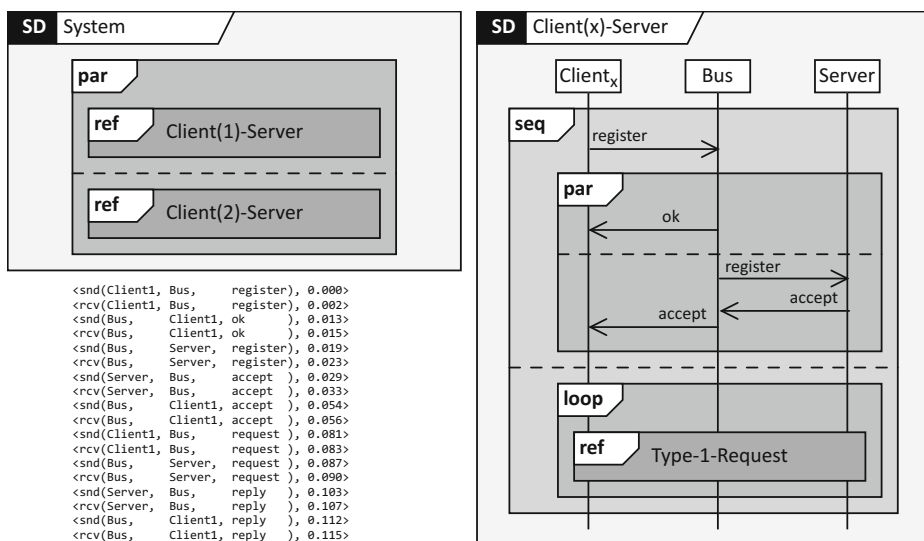 SD System
par
ref Client(1)-Server
ref Client(2)-Server
<snd(Client1, Bus,     register), 0.000>
<rcv(Client1, Bus,     register), 0.002>
<snd(Bus,     Client1, ok      ), 0.013>
<rcv(Bus,     Client1, ok      ), 0.015>
<snd(Bus,     Server,  register), 0.019>
<rcv(Bus,     Server,  register), 0.023>
<snd(Server,  Bus,     accept  ), 0.029>
<rcv(Server,  Bus,     accept  ), 0.033>
<snd(Bus,     Client1, accept  ), 0.054>
<rcv(Bus,     Client1, accept  ), 0.056>
<snd(Client1, Bus,     request ), 0.081>
<rcv(Client1, Bus,     request ), 0.083>
<snd(Bus,     Server,  request ), 0.087>
<rcv(Bus,     Server,  request ), 0.090>
<snd(Server,  Bus,     reply   ), 0.103>
<rcv(Server,  Bus,     reply   ), 0.107>
<snd(Bus,     Client1, reply   ), 0.112>
<rcv(Bus,     Client1, reply   ), 0.115>
SD Client(x)-Server
Clientx Bus Server
seq
register
par
ok
register
accept
accept
loop
ref Type-1-Request